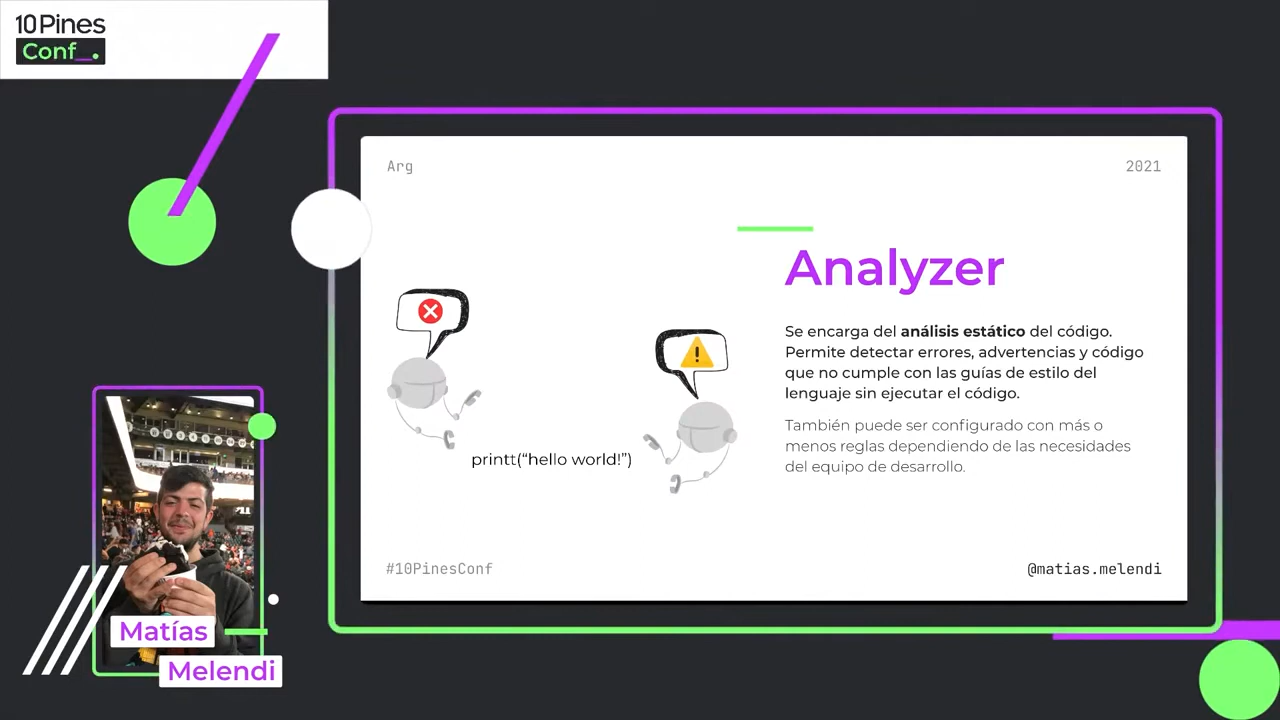 10Pines
Conf_.
Arg
2021
Analyzer
Se encarga del análisis estático del código.
Permite detectar errores, advertencias y código
que no cumple con las guías de estilo del
lenguaje sin ejecutar el código.
También puede ser configurado con más o
menos reglas dependiendo de las necesidades
del equipo de desarrollo.
printt(“hello world!”)
#10PinesConf
@matias.melendi
Matías
Melendi